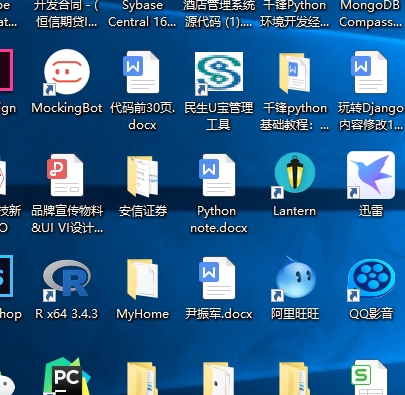 开发合同 - (
Sybase
酒店管理系统
千锋Python
MongoDB
at...
恒信期货I...
Central 16...
源代码 (1)....
环境开发经...
Compass...
ign
MockingBot
代码前30页.
docx
民生U宝管理
工具
千锋python
基础教程：...
玩转Django
内容修改1...
技新
O
品牌宣传物料
&UI VI设计...
安信证券
Python
note.docx
Lantern
迅雷
shop
R x64 3.4.3
MyHome
尹振军.docx
阿里旺旺
QQ影音
PC